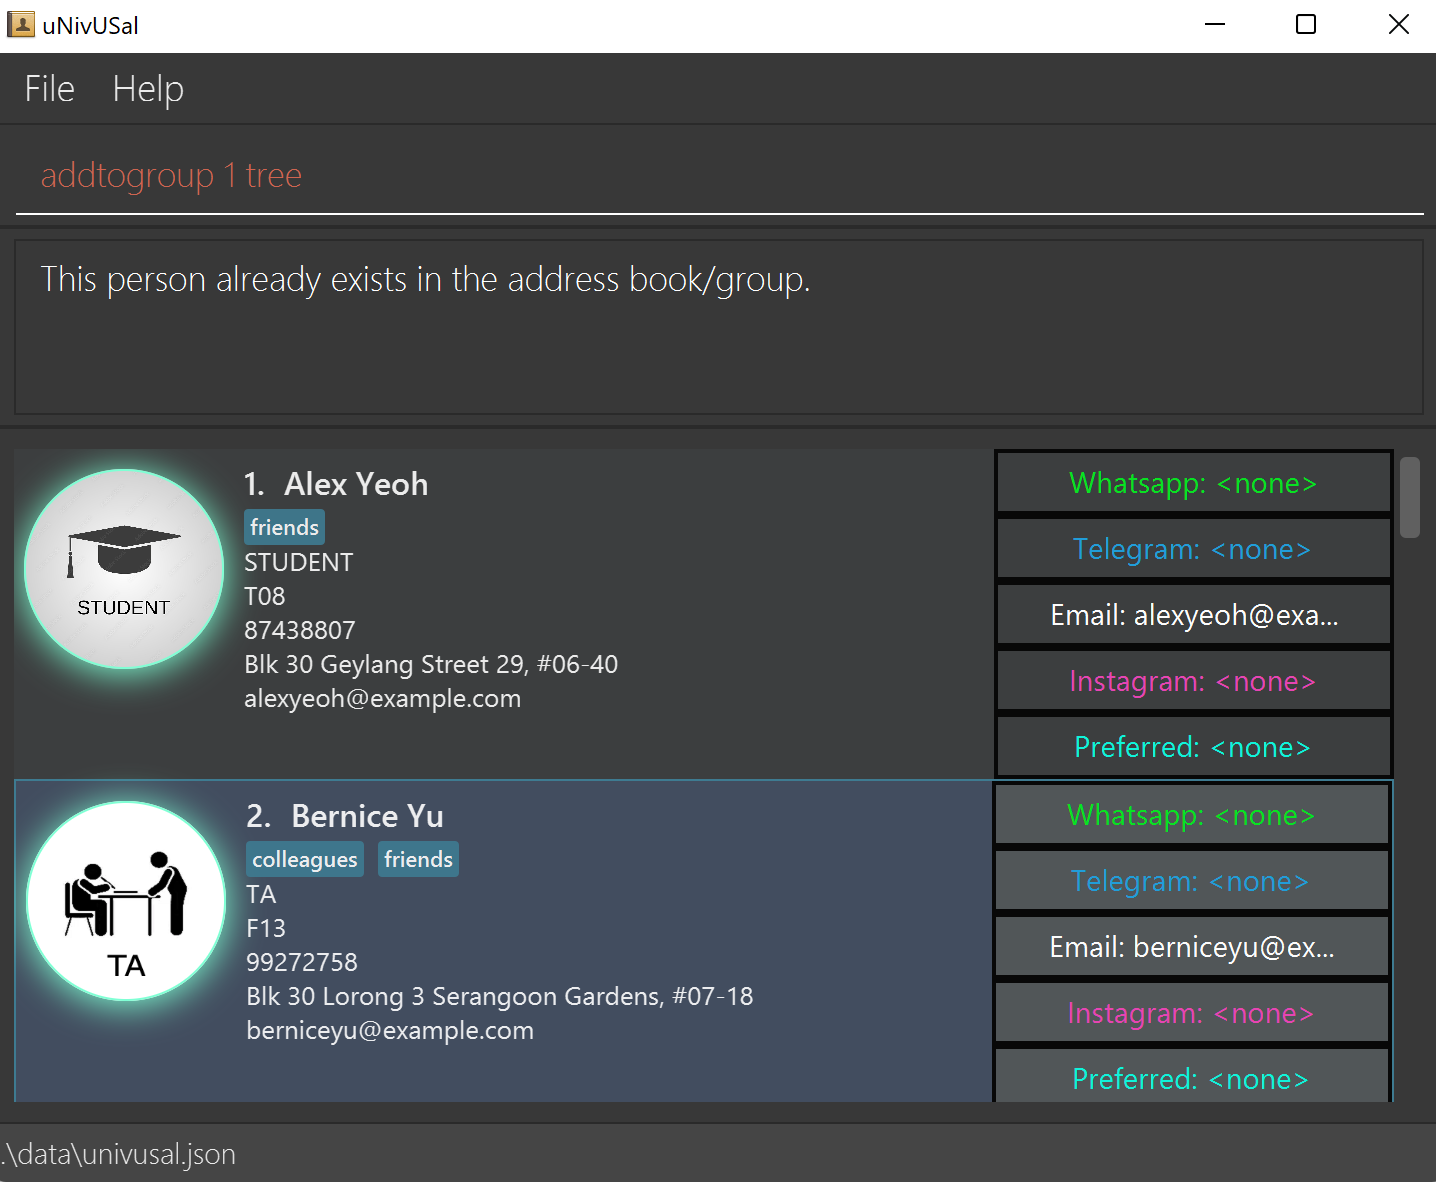 uNivUSal
File Help
addtogroup 1 tree
This person already exists in the address book/group.
1. Alex Yeoh
friends
STUDENT
T08
87438807
Blk 30 Geylang Street 29, #06-40
alexyeoh@example.com
STUDENT
Whatsapp: <none>
Telegram: <none>
Email: alexyeoh@exa...
Instagram: <none>
Preferred: <none>
2. Bernice Yu
colleagues friends
TA
F13
99272758
Blk 30 Lorong 3 Serangoon Gardens, #07-18
berniceyu@example.com
TA
Whatsapp: <none>
Telegram: <none>
Email: berniceyu@ex...
Instagram: <none>
Preferred: <none>
.\data\univusal.json